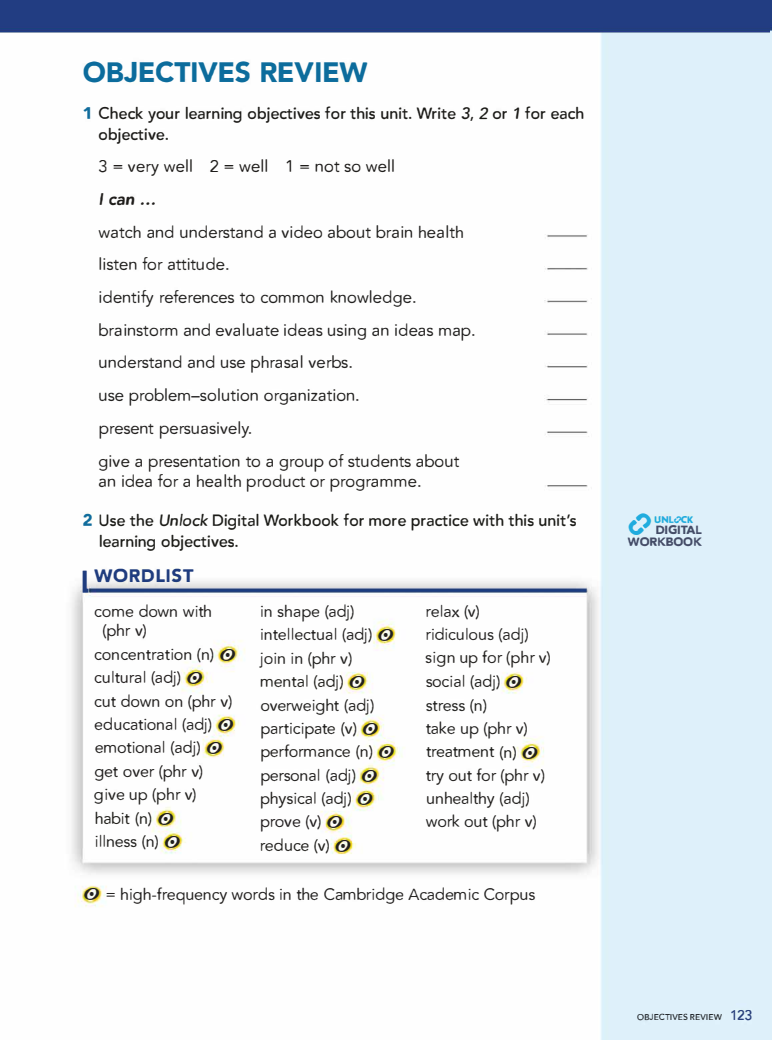 OBJECTIVES REVIEW
1 Check your learning objectives for this unit. Write 3, 2 or 1 for each
objective.
3 = very well 2 = well 1 = not so well
I can ...
watch and understand a video about brain health
listen for attitude.
identify references to common knowledge.
brainstorm and evaluate ideas using an ideas map.
understand and use phrasal verbs.
use problem–solution organization.
present persuasively.
give a presentation to a group of students about
an idea for a health product or programme.
2 Use the Unlock Digital Workbook for more practice with this unit's
learning objectives.
UNLOCK
DIGITAL
WORKBOOK
WORDLIST
come down with
(phr v)
concentration (n)
cultural (adj)
cut down on (phr v)
educational (adj)
emotional (adj)
get over (phr v)
give up (phr v)
habit (n)
illness (n)
in shape (adj)
intellectual (adj)
join in (phr v)
mental (adj)
overweight (adj)
participate (v)
performance (n)
personal (adj)
physical (adj)
prove (v)
reduce (v)
relax (v)
ridiculous (adj)
sign up for (phr v)
social (adj)
stress (n)
take up (phr v)
treatment (n)
try out for (phr v)
unhealthy (adj)
work out (phr v)
= high-frequency words in the Cambridge Academic Corpus
OBJECTIVES REVIEW 123